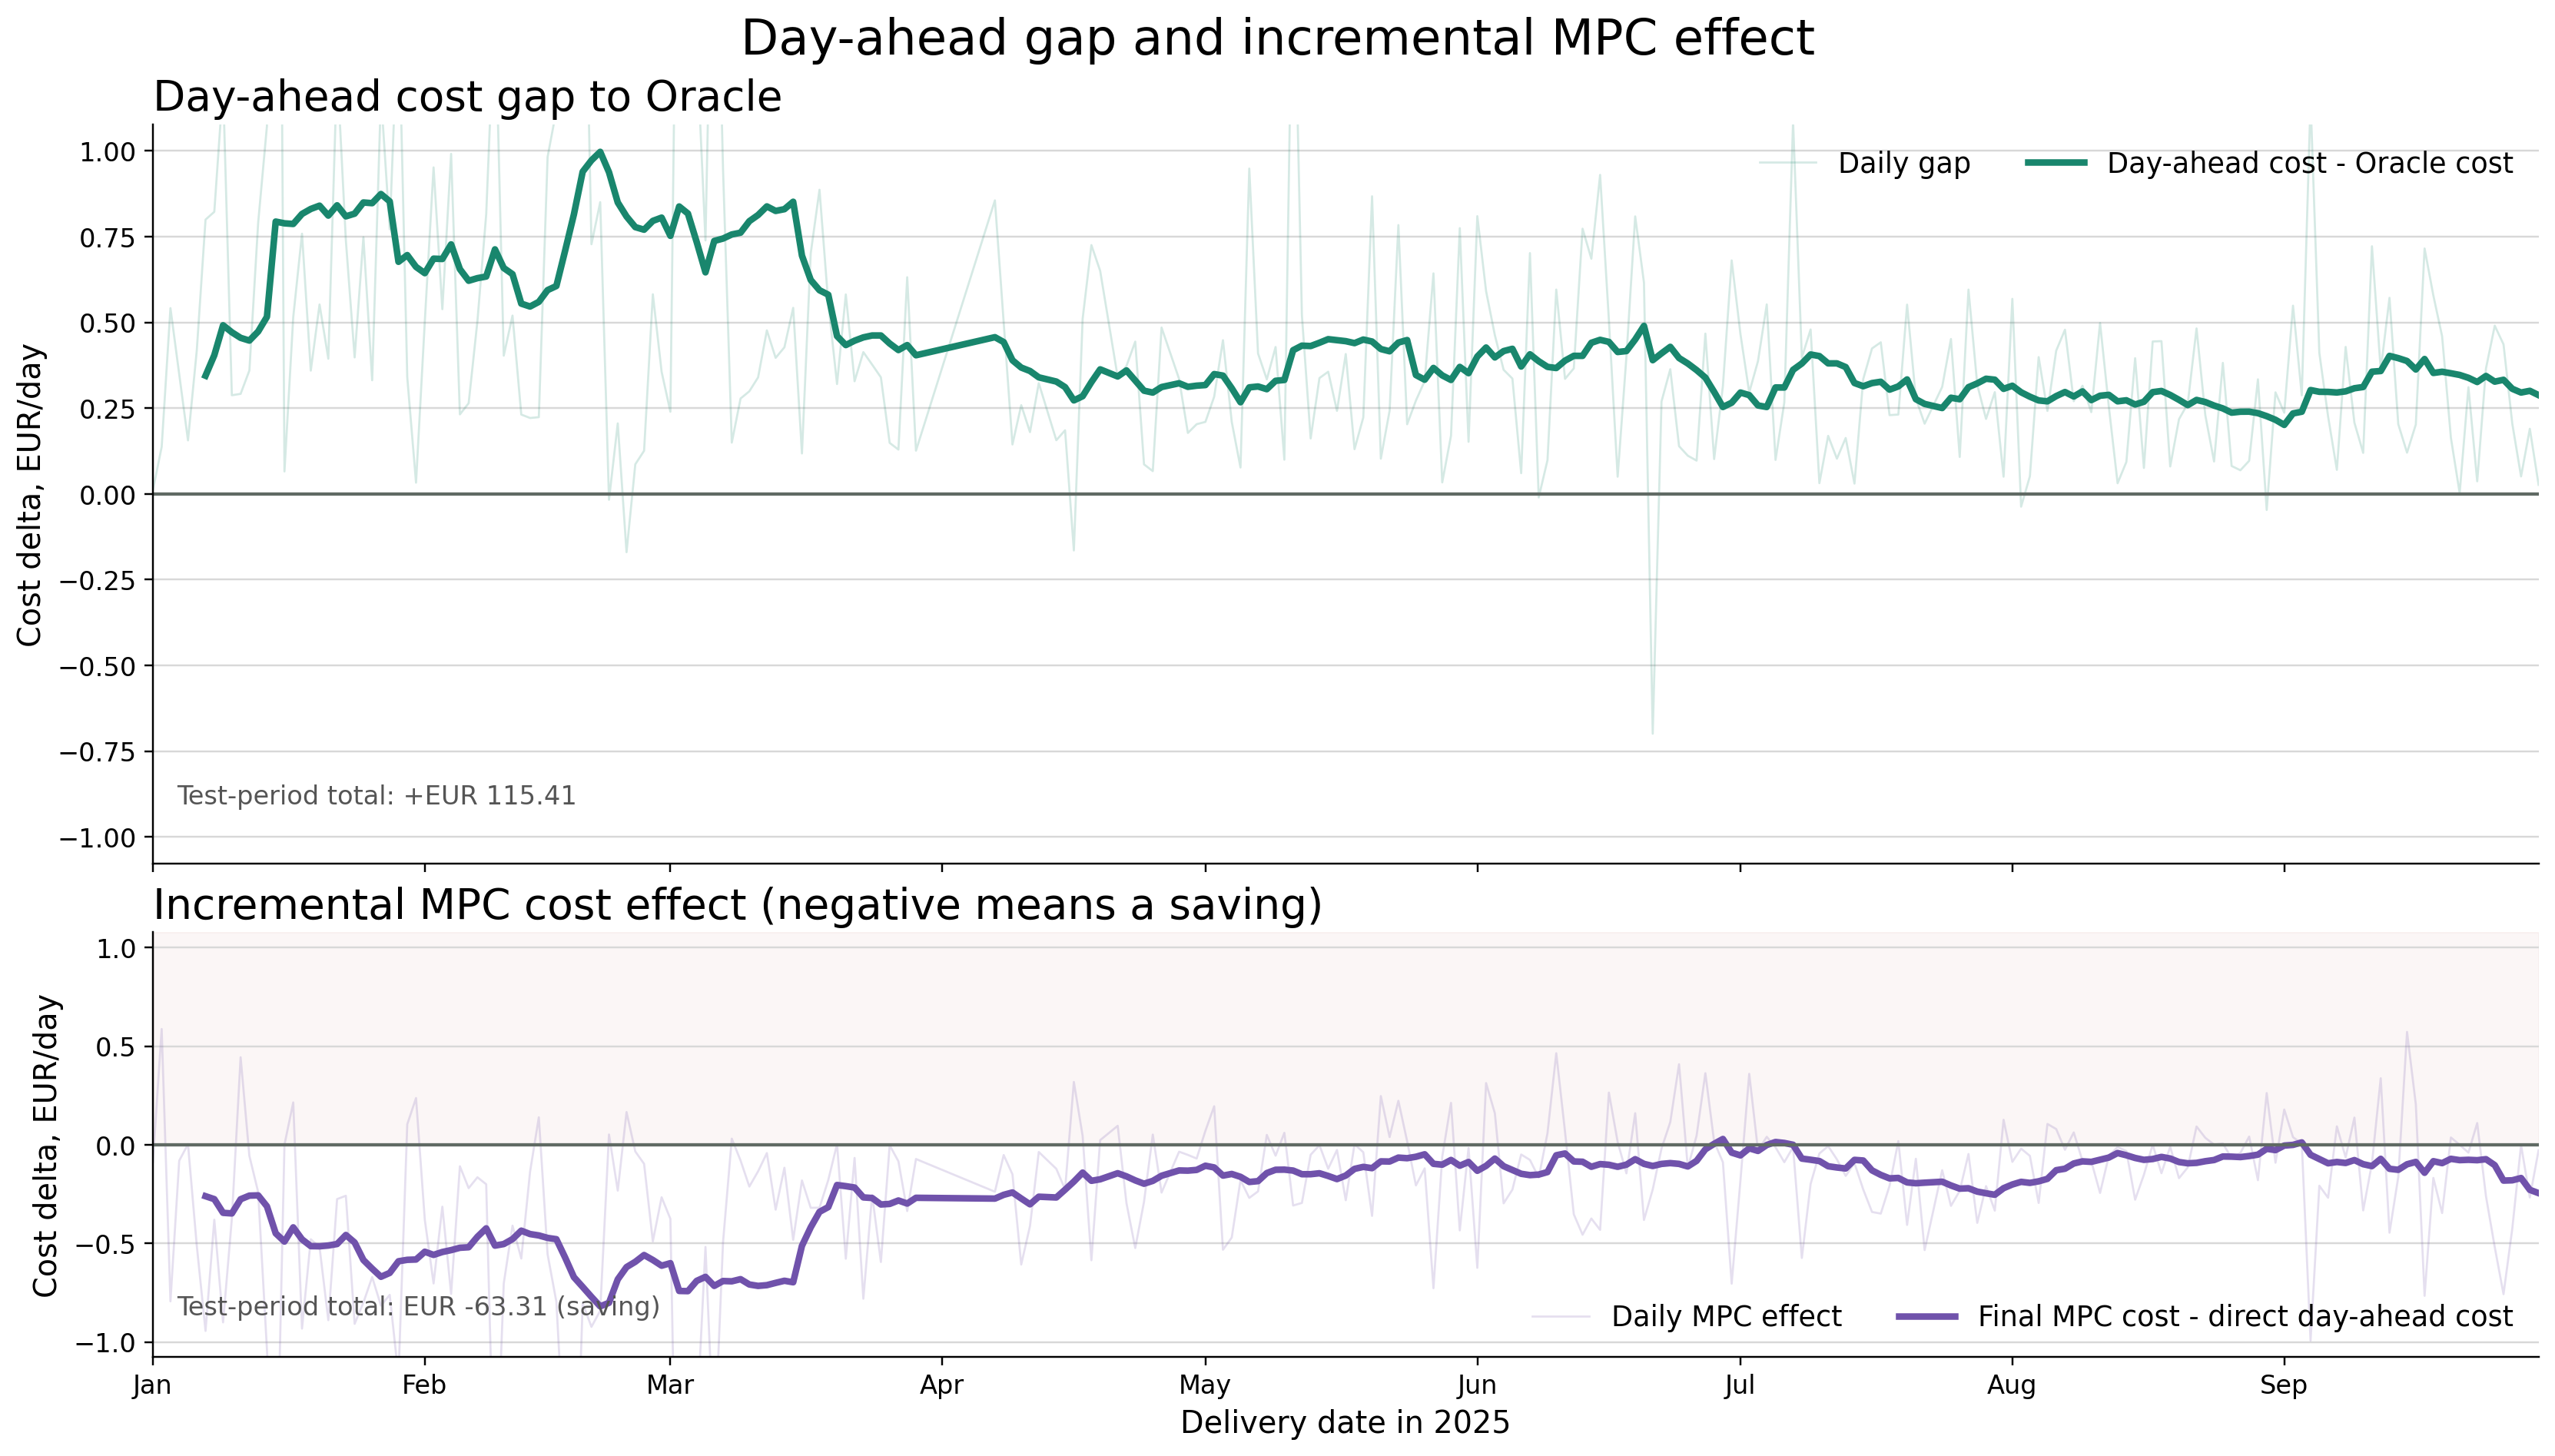 Day-ahead gap and incremental MPC effect
Day-ahead cost gap to Oracle
Cost delta, EUR/day
1.00
0.75
0.50
0.25
0.00
−0.25
−0.50
−0.75
−1.00
Daily gap
Day-ahead cost - Oracle cost
Test-period total: +EUR 115.41
Incremental MPC cost effect (negative means a saving)
Cost delta, EUR/day
1.0
0.5
0.0
−0.5
−1.0
Test-period total: EUR -63.31 (saving)
Daily MPC effect
Final MPC cost - direct day-ahead cost
Jan
Feb
Mar
Apr
May
Jun
Jul
Aug
Sep
Delivery date in 2025